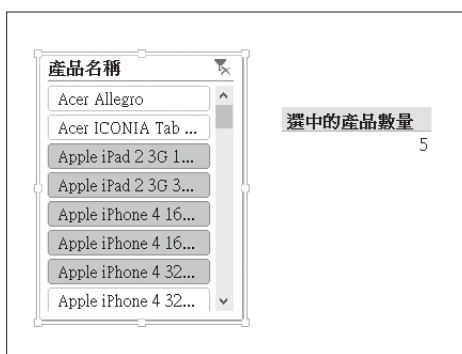 產品名稱
Acer Allegro
Acer ICONIA Tab ...
Apple iPad 2 3G 1...
Apple iPad 2 3G 3...
Apple iPhone 4 16...
Apple iPhone 4 16...
Apple iPhone 4 32...
Apple iPhone 4 32...
選中的產品數量
5